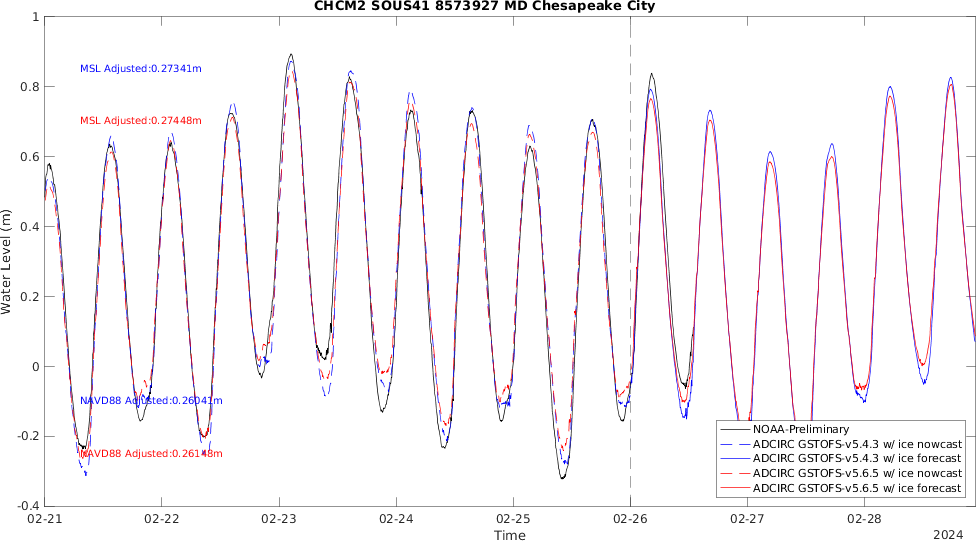 CHCM2 SOUS41 8573927 MD Chesapeake City
1
0.8
0.6
0.4
0.2
0
-0.2
-0.4
Water Level (m)
MSL Adjusted:0.27341m
MSL Adjusted:0.27448m
NAVD88 Adjusted:0.26041m
NAVD88 Adjusted:0.26148m
NOAA-Preliminary
ADCIRC GSTOFS-v5.4.3 w/ ice nowcast
ADCIRC GSTOFS-v5.4.3 w/ ice forecast
ADCIRC GSTOFS-v5.6.5 w/ ice nowcast
ADCIRC GSTOFS-v5.6.5 w/ ice forecast
02-21 02-22 02-23 02-24 02-25 02-26 02-27 02-28
Time
2024